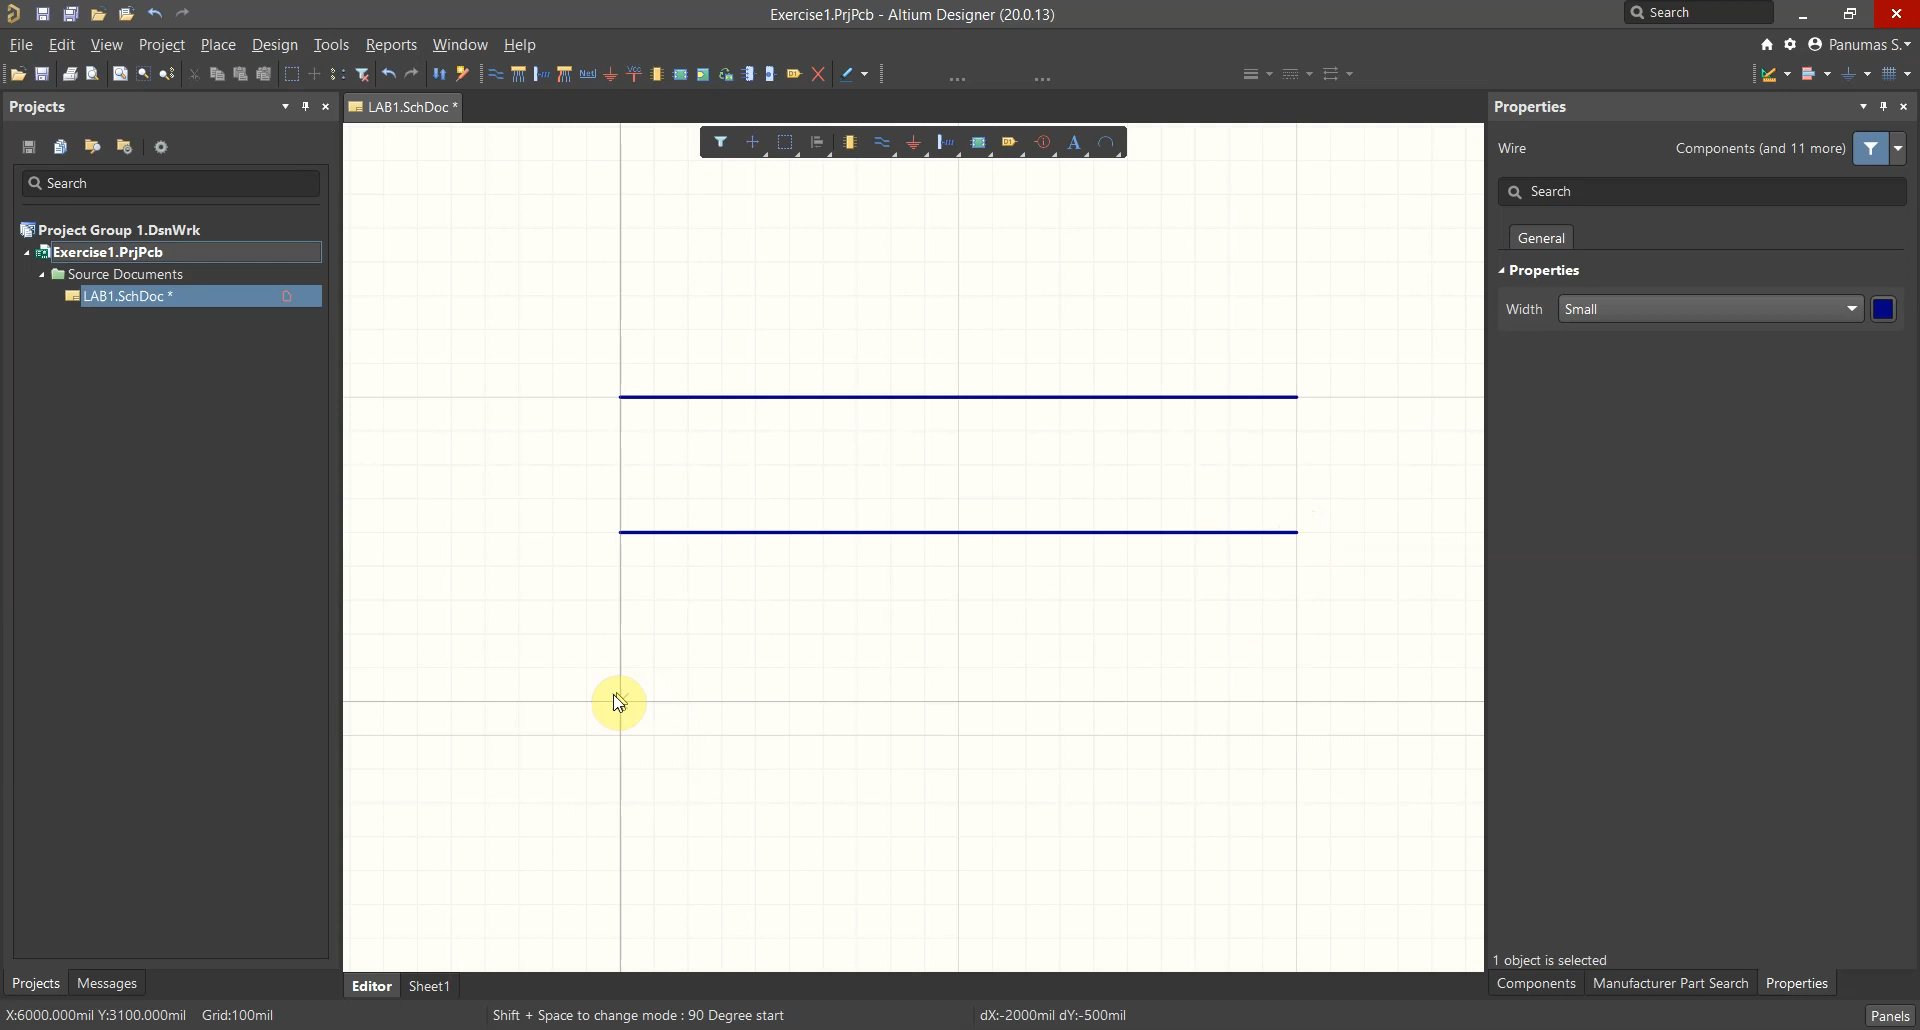 Exercise1.PrjPcb - Altium Designer (20.0.13)
Search
File Edit View Project Place Design Tools Reports Window Help
Panumas S.
Net
Vcc
D1
Projects
LAB1.SchDoc *
Properties
Wire
Components (and 11 more)
Search
Search
Project Group 1.DsnWrk
Exercise1.PrjPcb
Source Documents
LAB1.SchDoc *
A
General
Properties
Width
Small
1 object is selected
Projects
Messages
Editor
Sheet1
Components
Manufacturer Part Search
Properties
X:6000.000mil Y:3100.000mil Grid:100mil
Shift + Space to change mode : 90 Degree start
dX:-2000mil dY:-500mil
Panels